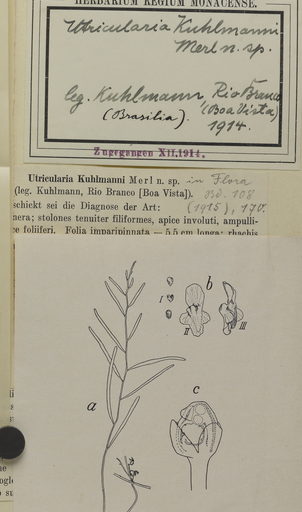 HERBARIUM REGIUM MONACENSE.
Utricularia Kuhlmanni
Merl n. sp.
leg. Kuhlmann, Rio Branco
(Brasilia). (Boa Vista)
1914.
Zugegangen XII.1914.
Utricularia Kuhlmanni Merl n. sp. in Flora
(leg. Kuhlmann, Rio Branco [Boa Vista]). Bd. 108
schickt sei die Diagnose der Art: (1915), 170.
nera; stolones tenuiter filiformes, apice involuti, ampulli-
ce foliiferi. Folia imparipinnata — 5,5 cm longa; rhachis
I
II
III
a
c
b